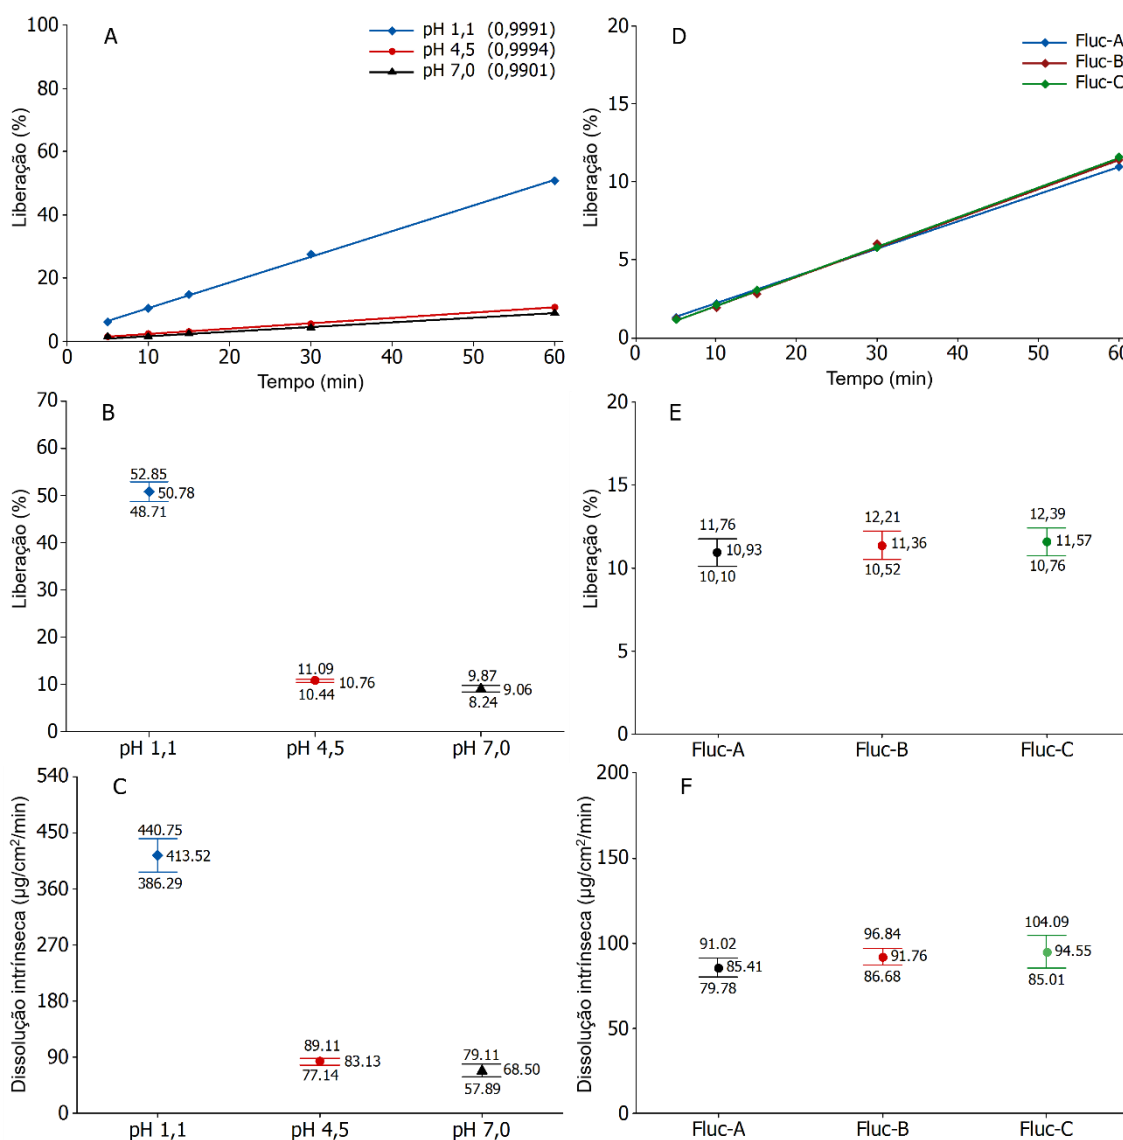 A
pH 1,1 (0,9991)
pH 4,5 (0,9994)
pH 7,0 (0,9901)
Liberação (%)
100
80
60
40
20
0
0 10 20 30 40 50 60
Tempo (min)
D
Fluc-A
Fluc-B
Fluc-C
Liberação (%)
20
15
10
5
0
0 10 20 30 40 50 60
Tempo (min)
B
Liberação (%)
70
60
50
40
30
20
10
0
52.85
50.78
48.71
11.09
10.76
10.44
9.87
9.06
8.24
pH 1,1 pH 4,5 pH 7,0
E
Liberação (%)
20
15
10
5
0
11,76
10,93
10,10
12,21
11,36
10,52
12,39
11,57
10,76
Fluc-A Fluc-B Fluc-C
C
Dissolução intrínseca (µg/cm²/min)
540
450
360
270
180
90
0
440.75
413.52
386.29
89.11
83.13
77.14
79.11
68.50
57.89
pH 1,1 pH 4,5 pH 7,0
F
Dissolução intrínseca (µg/cm²/min)
200
150
100
50
0
91.02
85.41
79.78
96.84
91.76
86.68
104.09
94.55
85.01
Fluc-A Fluc-B Fluc-C